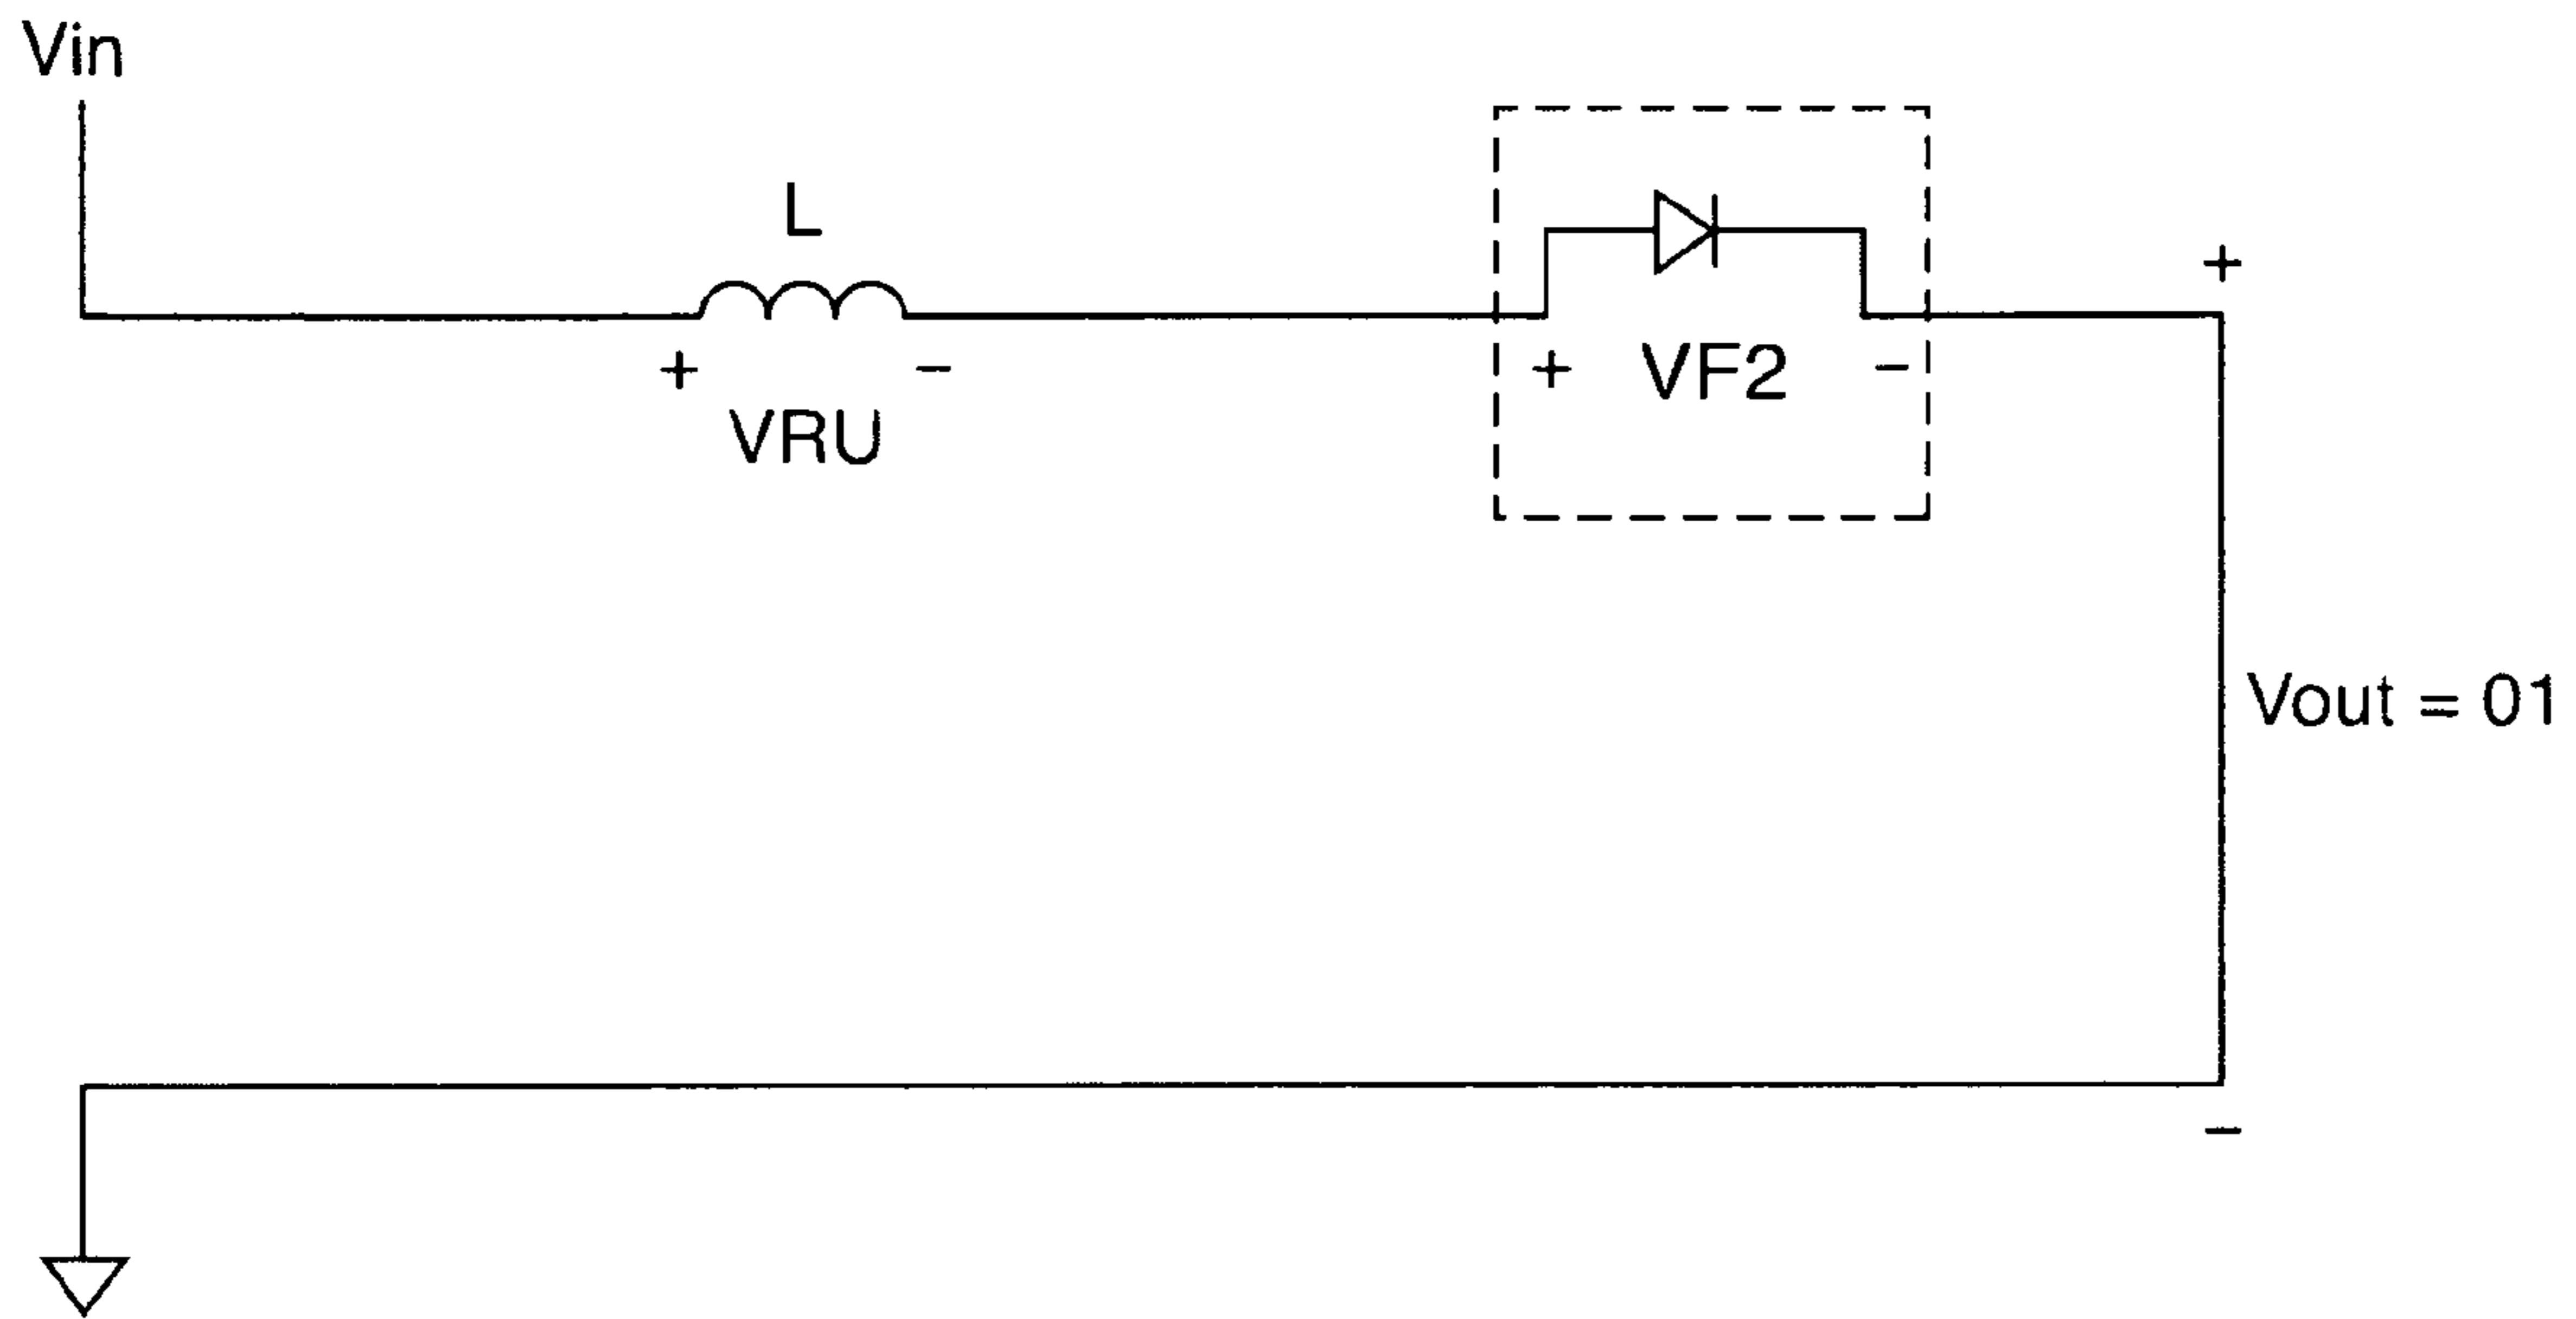 Vin
L
+ −
VRU
+ VF2 −
+
Vout = 01
−